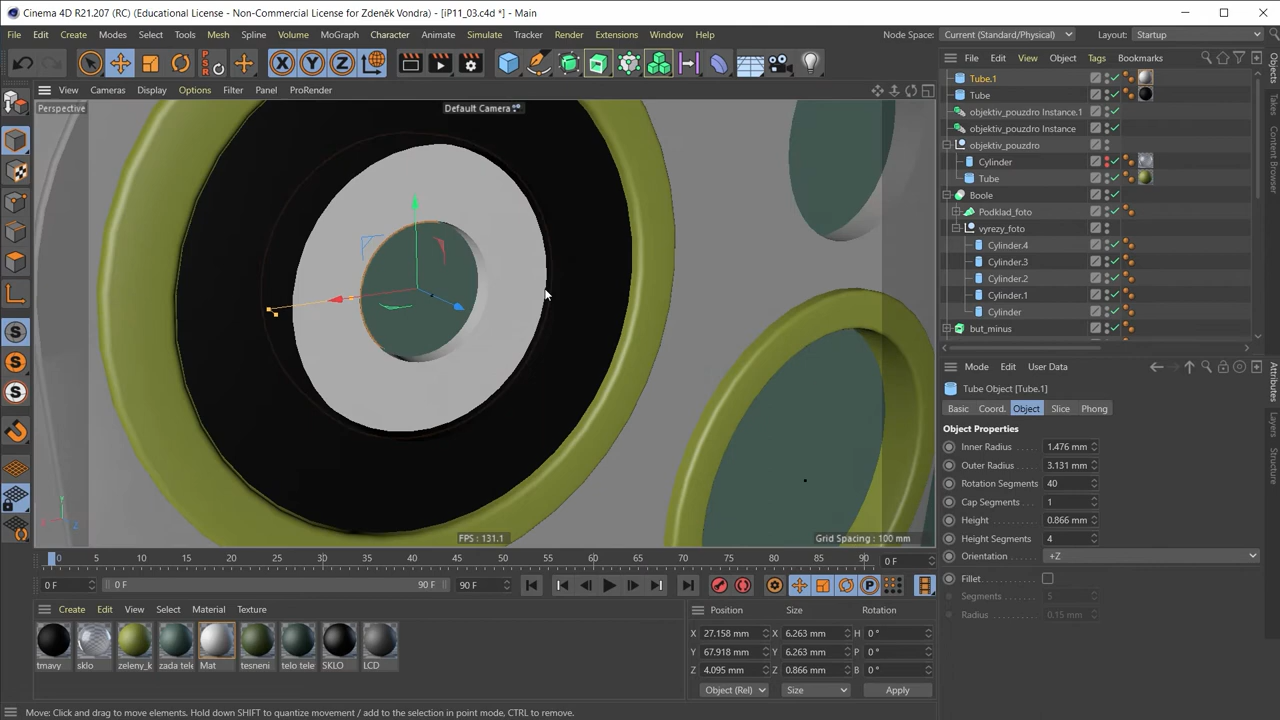 Cinema 4D R21.207 (RC) (Educational License - Non-Commercial License for Zdeněk Vondra) - [iP11_03.c4d *] - Main
File Edit Create Modes Select Tools Mesh Spline Volume MoGraph Character Animate Simulate Tracker Render Extensions Window Help
Node Space: Current (Standard/Physical) Layout: Startup
PSR
X Y Z
View Cameras Display Options Filter Panel ProRender
File Edit View Object Tags Bookmarks
Perspective
Default Camera
Tube.1
Tube
objektiv_pouzdro Instance.1
objektiv_pouzdro Instance
objektiv_pouzdro
Cylinder
Tube
Boole
Podklad_foto
vyrezy_foto
Cylinder.4
Cylinder.3
Cylinder.2
Cylinder.1
Cylinder
but_minus
Objects
Takes
Content Browser
Mode Edit User Data
Tube Object [Tube.1]
Basic Coord. Object Slice Phong
Object Properties
Inner Radius 1.476 mm
Outer Radius 3.131 mm
Rotation Segments 40
Cap Segments 1
Height 0.866 mm
Height Segments 4
Orientation +Z
Fillet
Segments 5
Radius 0.15 mm
Attributes
Layers
Structure
FPS : 131.1
Grid Spacing : 100 mm
0 5 10 15 20 25 30 35 40 45 50 55 60 65 70 75 80 85 90 0 F
0 F 0 F 90 F 90 F
Create Edit View Select Material Texture
tmavy sklo zeleny_k zada tele Mat tesneni telo tele SKLO LCD
Position Size Rotation
X 27.158 mm X 6.263 mm H 0 °
Y 67.918 mm Y 6.263 mm P 0 °
Z 4.095 mm Z 0.866 mm B 0 °
Object (Rel) Size Apply
Move: Click and drag to move elements. Hold down SHIFT to quantize movement / add to the selection in point mode, CTRL to remove.